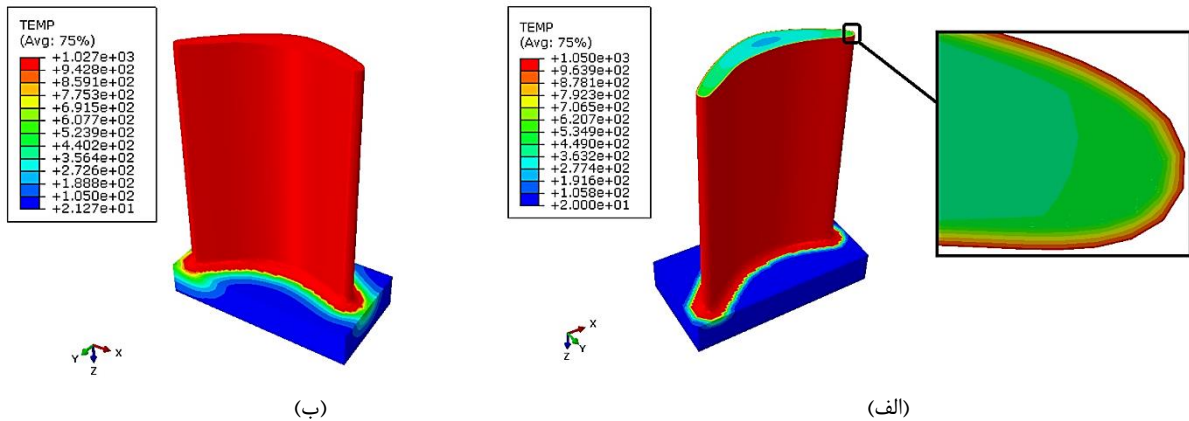 TEMP
(Avg: 75%)
+1.027e+03
+9.428e+02
+8.591e+02
+7.753e+02
+6.915e+02
+6.077e+02
+5.239e+02
+4.402e+02
+3.564e+02
+2.726e+02
+1.888e+02
+1.050e+02
+2.127e+01
Y
X
Z
(ب)
TEMP
(Avg: 75%)
+1.050e+03
+9.639e+02
+8.781e+02
+7.923e+02
+7.065e+02
+6.207e+02
+5.349e+02
+4.490e+02
+3.632e+02
+2.774e+02
+1.916e+02
+1.058e+02
+2.000e+01
X
Y
Z
(الف)